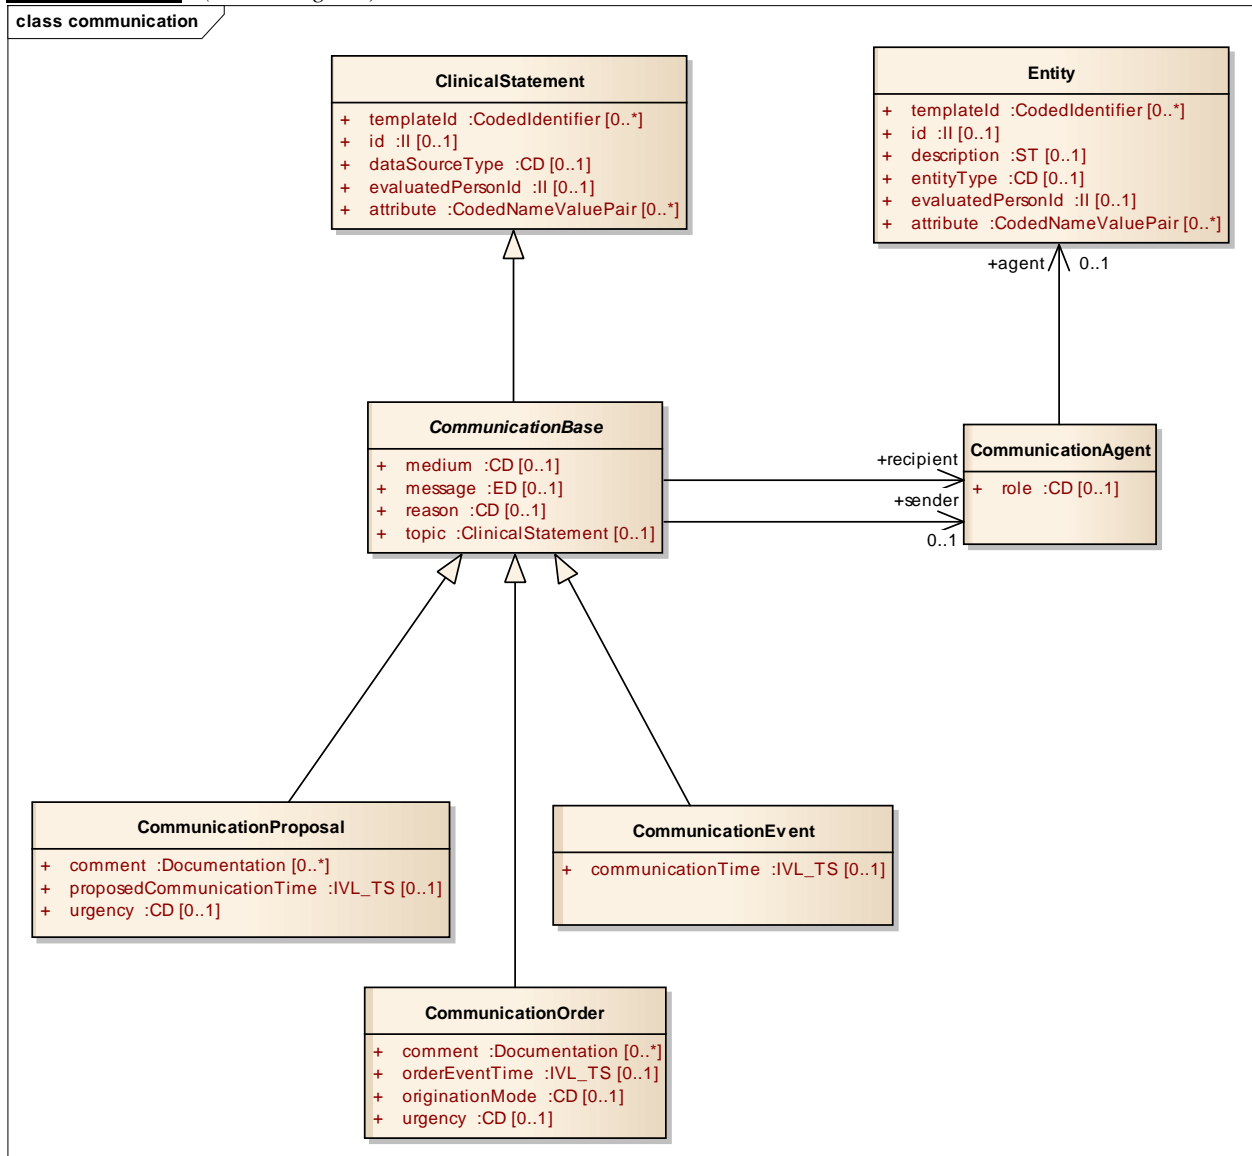 class communication
ClinicalStatement
+ templateId :CodedIdentifier [0..*]
+ id :II [0..1]
+ dataSourceType :CD [0..1]
+ evaluatedPersonId :II [0..1]
+ attribute :CodedNameValuePair [0..*]
Entity
+ templateId :CodedIdentifier [0..*]
+ id :II [0..1]
+ description :ST [0..1]
+ entityType :CD [0..1]
+ evaluatedPersonId :II [0..1]
+ attribute :CodedNameValuePair [0..*]
+agent 0..1
CommunicationBase
+ medium :CD [0..1]
+ message :ED [0..1]
+ reason :CD [0..1]
+ topic :ClinicalStatement [0..1]
+recipient
+sender
0..1
CommunicationAgent
+ role :CD [0..1]
CommunicationProposal
+ comment :Documentation [0..*]
+ proposedCommunicationTime :IVL_TS [0..1]
+ urgency :CD [0..1]
CommunicationEvent
+ communicationTime :IVL_TS [0..1]
CommunicationOrder
+ comment :Documentation [0..*]
+ orderEventTime :IVL_TS [0..1]
+ originationMode :CD [0..1]
+ urgency :CD [0..1]